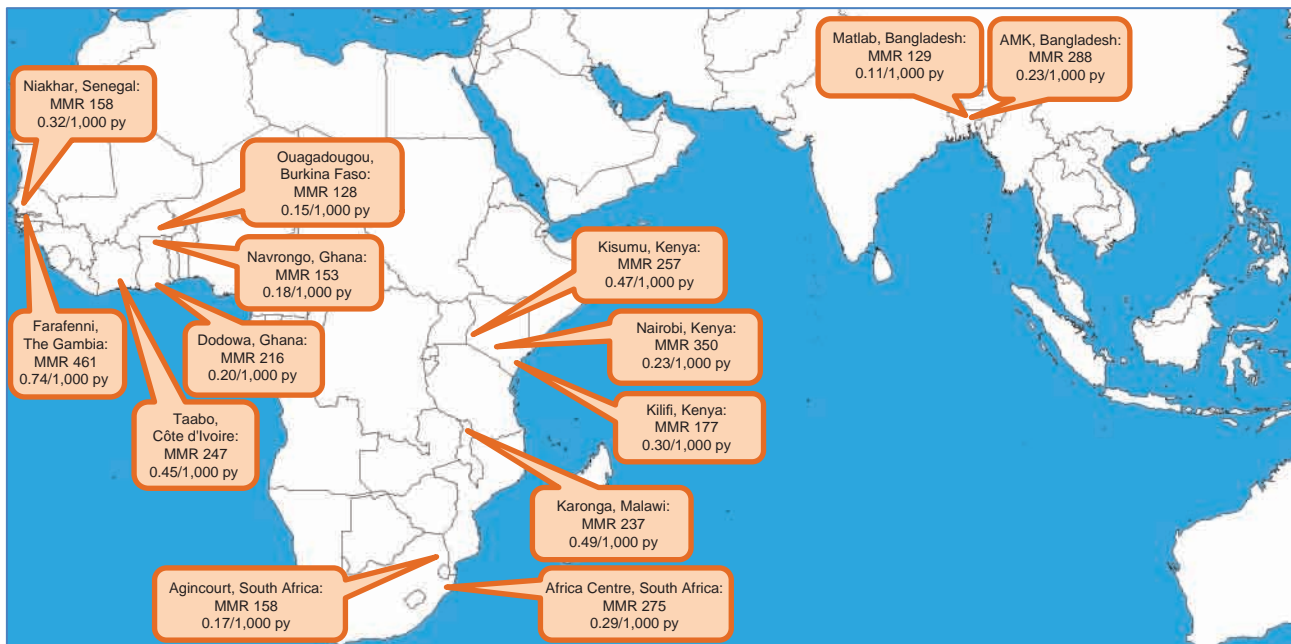 Niakhar, Senegal:
MMR 158
0.32/1,000 py
Ouagadougou,
Burkina Faso:
MMR 128
0.15/1,000 py
Navrongo, Ghana:
MMR 153
0.18/1,000 py
Farafenni,
The Gambia:
MMR 461
0.74/1,000 py
Dodowa, Ghana:
MMR 216
0.20/1,000 py
Taabo,
Côte d'Ivoire:
MMR 247
0.45/1,000 py
Matlab, Bangladesh:
MMR 129
0.11/1,000 py
AMK, Bangladesh:
MMR 288
0.23/1,000 py
Kisumu, Kenya:
MMR 257
0.47/1,000 py
Nairobi, Kenya:
MMR 350
0.23/1,000 py
Kilifi, Kenya:
MMR 177
0.30/1,000 py
Karonga, Malawi:
MMR 237
0.49/1,000 py
Agincourt, South Africa:
MMR 158
0.17/1,000 py
Africa Centre, South Africa:
MMR 275
0.29/1,000 py